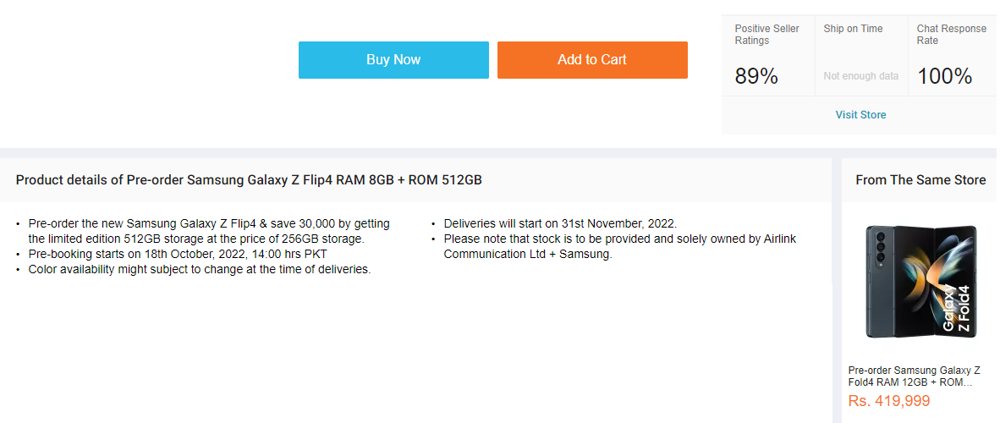 Positive Seller
Ratings
Ship on Time
Chat Response
Rate
89%
Not enough data
100%
Visit Store
Buy Now
Add to Cart
Product details of Pre-order Samsung Galaxy Z Flip4 RAM 8GB + ROM 512GB
• Pre-order the new Samsung Galaxy Z Flip4 & save 30,000 by getting
the limited edition 512GB storage at the price of 256GB storage.
• Pre-booking starts on 18th October, 2022, 14:00 hrs PKT
• Color availability might subject to change at the time of deliveries.
• Deliveries will start on 31st November, 2022.
• Please note that stock is to be provided and solely owned by Airlink
Communication Ltd + Samsung.
From The Same Store
Galaxy
Z Fold4
Pre-order Samsung Galaxy Z
Fold4 RAM 12GB + ROM...
Rs. 419,999